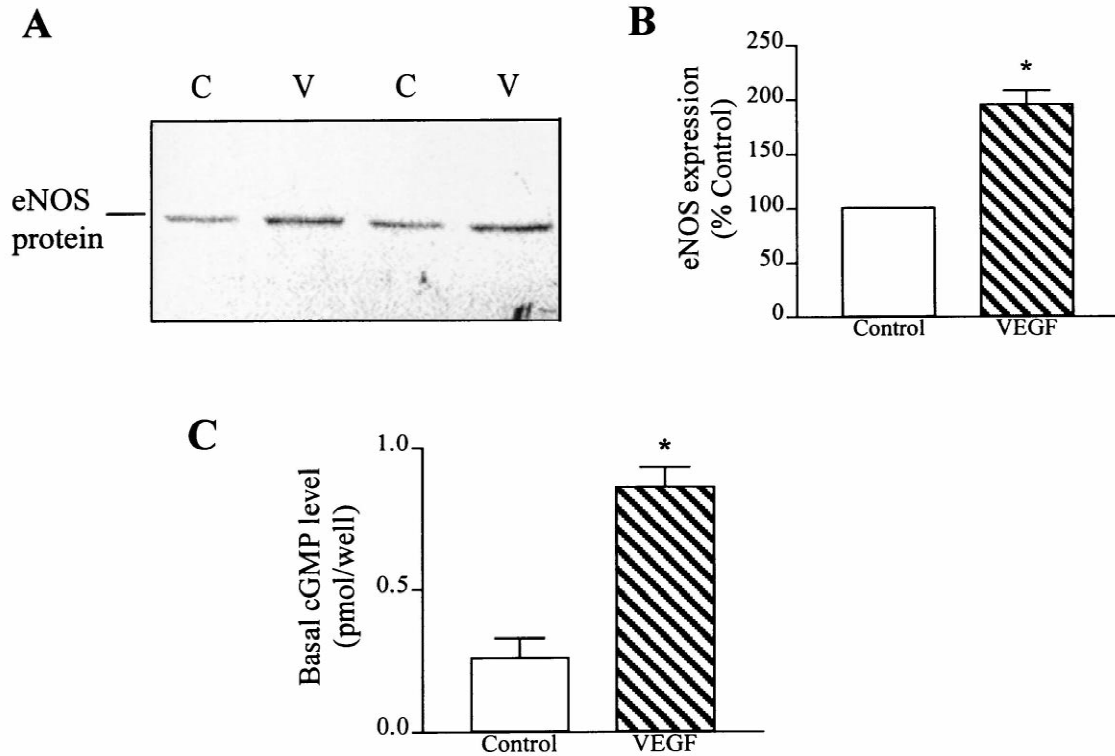 A
C V C V
eNOS
protein
B
eNOS expression
(% Control)
250
200
150
100
50
0
*
Control VEGF
C
Basal cGMP level
(pmol/well)
1.0
0.5
0.0
*
Control VEGF